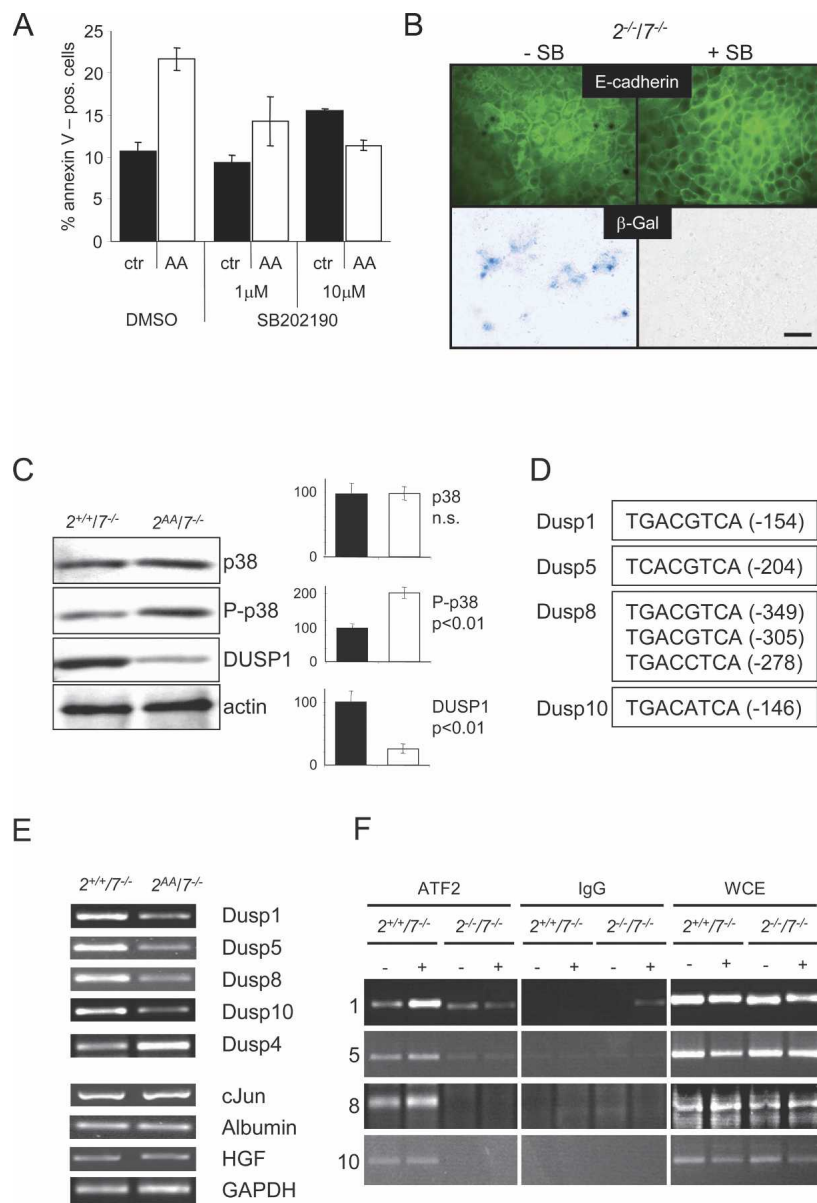 A
% annexin V – pos. cells
25
20
15
10
5
0
ctr AA ctr AA ctr AA
1μM 10μM
DMSO SB202190
B
2-/-/7-/-
- SB + SB
E-cadherin
β-Gal
C
2+/+/7-/- 2AA/7-/-
p38
P-p38
DUSP1
actin
100
0
p38
n.s.
200
100
0
P-p38
p<0.01
100
0
DUSP1
p<0.01
D
Dusp1 TGACGTCA (-154)
Dusp5 TCACGTCA (-204)
Dusp8 TGACGTCA (-349)
TGACGTCA (-305)
TGACCTCA (-278)
Dusp10 TGACATCA (-146)
E
2+/+/7-/- 2AA/7-/-
Dusp1
Dusp5
Dusp8
Dusp10
Dusp4
cJun
Albumin
HGF
GAPDH
F
ATF2 IgG WCE
2+/+/7-/- 2-/-/7-/- 2+/+/7-/- 2-/-/7-/- 2+/+/7-/- 2-/-/7-/-
- + - + - + - + - + - +
1
5
8
10